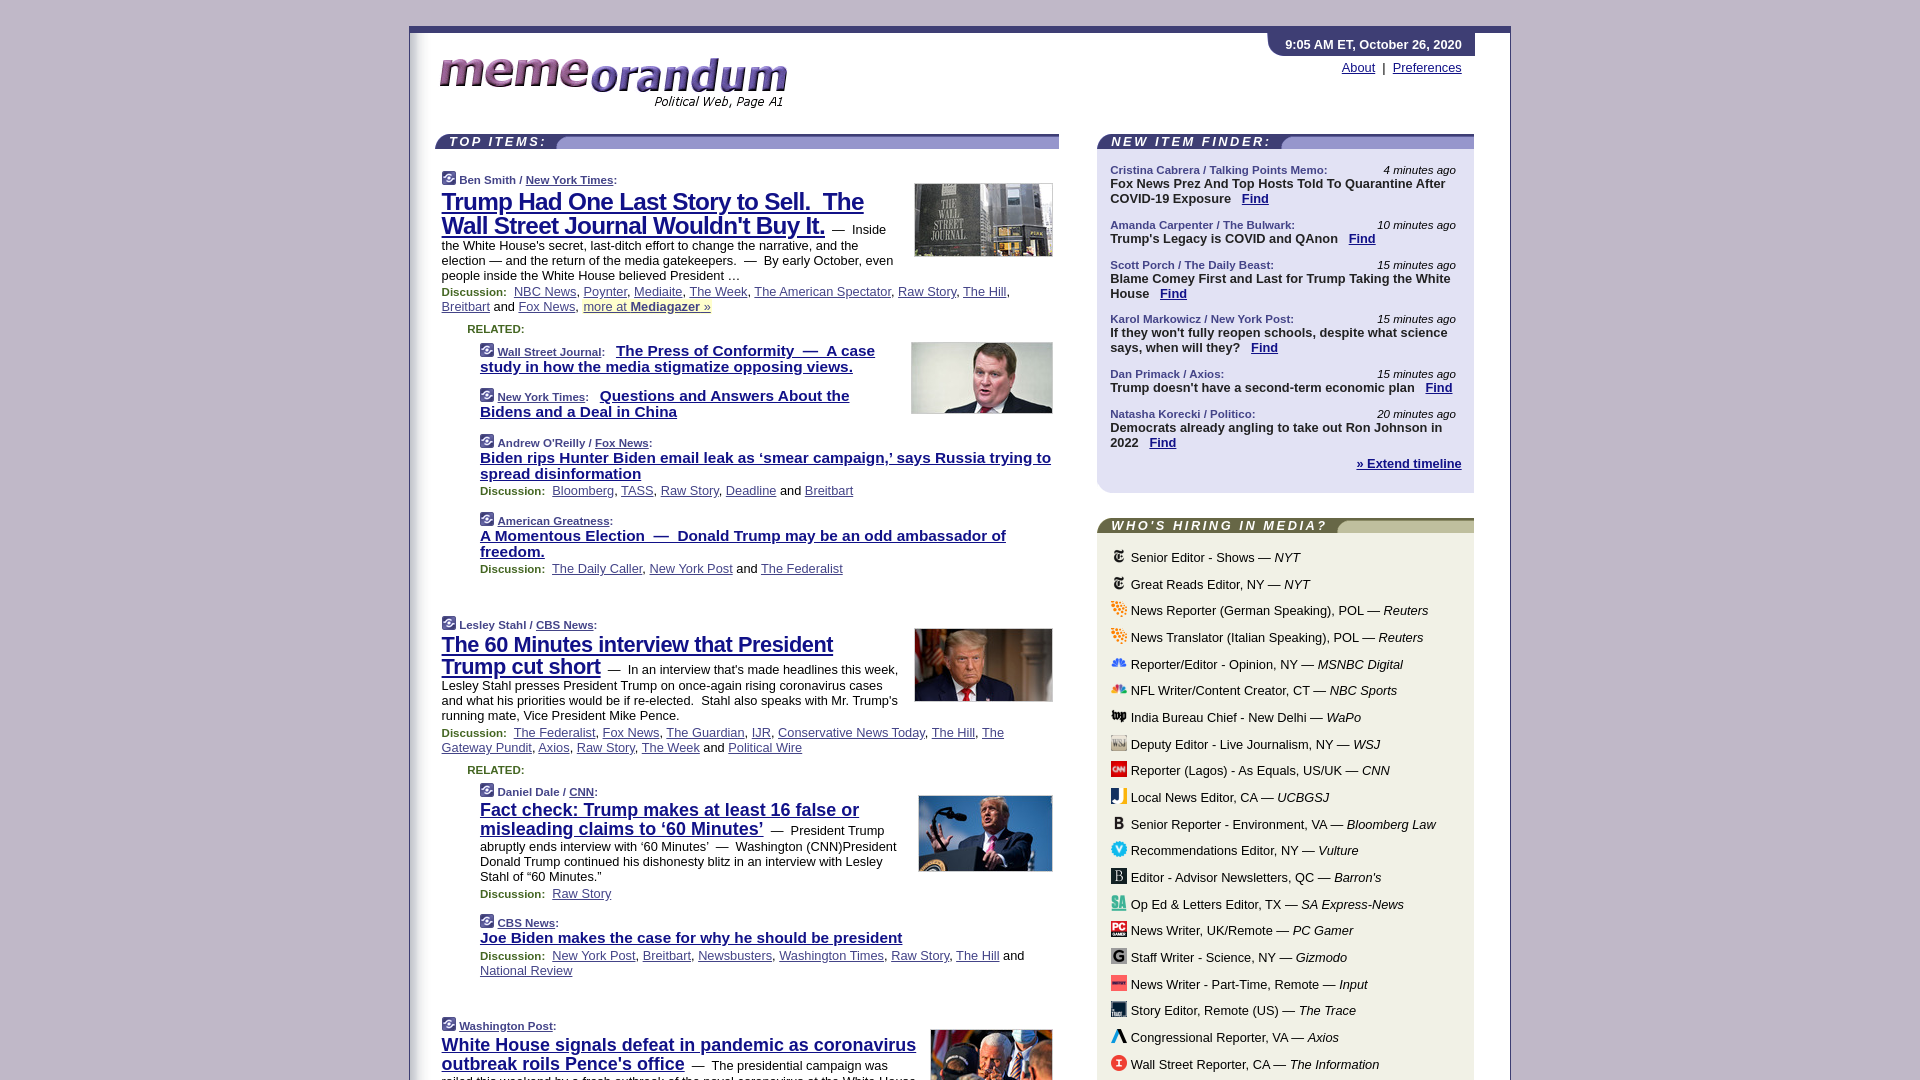 9:05 AM ET, October 26, 2020
memeorandum
About | Preferences
Political Web, Page A1
TOP ITEMS:
Ben Smith / New York Times:
Trump Had One Last Story to Sell.  The
Wall Street Journal Wouldn't Buy It.  —  Inside
the White House's secret, last-ditch effort to change the narrative, and the
election — and the return of the media gatekeepers.  —  By early October, even
people inside the White House believed President …
THE
WALL
STREET
JOURNAL
Discussion:  NBC News, Poynter, Mediaite, The Week, The American Spectator, Raw Story, The Hill,
Breitbart and Fox News, more at Mediagazer »
RELATED:
Wall Street Journal:  The Press of Conformity  —  A case
study in how the media stigmatize opposing views.
New York Times:  Questions and Answers About the
Bidens and a Deal in China
Andrew O'Reilly / Fox News:
Biden rips Hunter Biden email leak as ‘smear campaign,’ says Russia trying to
spread disinformation
Discussion:  Bloomberg, TASS, Raw Story, Deadline and Breitbart
American Greatness:
A Momentous Election  —  Donald Trump may be an odd ambassador of
freedom.
Discussion:  The Daily Caller, New York Post and The Federalist
Lesley Stahl / CBS News:
The 60 Minutes interview that President
Trump cut short  —  In an interview that's made headlines this week,
Lesley Stahl presses President Trump on once-again rising coronavirus cases
and what his priorities would be if re-elected.  Stahl also speaks with Mr. Trump's
running mate, Vice President Mike Pence.
Discussion:  The Federalist, Fox News, The Guardian, IJR, Conservative News Today, The Hill, The
Gateway Pundit, Axios, Raw Story, The Week and Political Wire
RELATED:
Daniel Dale / CNN:
Fact check: Trump makes at least 16 false or
misleading claims to ‘60 Minutes’  —  President Trump
abruptly ends interview with ‘60 Minutes’  —  Washington (CNN)President
Donald Trump continued his dishonesty blitz in an interview with Lesley
Stahl of “60 Minutes.”
Discussion:  Raw Story
CBS News:
Joe Biden makes the case for why he should be president
Discussion:  New York Post, Breitbart, Newsbusters, Washington Times, Raw Story, The Hill and
National Review
Washington Post:
White House signals defeat in pandemic as coronavirus
outbreak roils Pence's office  —  The presidential campaign was
roiled this weekend by a fresh outbreak of the novel coronavirus at the White House
NEW ITEM FINDER:
Cristina Cabrera / Talking Points Memo: 4 minutes ago
Fox News Prez And Top Hosts Told To Quarantine After
COVID-19 Exposure  Find
Amanda Carpenter / The Bulwark: 10 minutes ago
Trump's Legacy is COVID and QAnon  Find
Scott Porch / The Daily Beast: 15 minutes ago
Blame Comey First and Last for Trump Taking the White
House  Find
Karol Markowicz / New York Post: 15 minutes ago
If they won't fully reopen schools, despite what science
says, when will they?  Find
Dan Primack / Axios: 15 minutes ago
Trump doesn't have a second-term economic plan  Find
Natasha Korecki / Politico: 20 minutes ago
Democrats already angling to take out Ron Johnson in
2022  Find
» Extend timeline
WHO'S HIRING IN MEDIA?
Senior Editor - Shows — NYT
Great Reads Editor, NY — NYT
News Reporter (German Speaking), POL — Reuters
News Translator (Italian Speaking), POL — Reuters
Reporter/Editor - Opinion, NY — MSNBC Digital
NFL Writer/Content Creator, CT — NBC Sports
wp India Bureau Chief - New Delhi — WaPo
WSJ Deputy Editor - Live Journalism, NY — WSJ
CNN Reporter (Lagos) - As Equals, US/UK — CNN
Local News Editor, CA — UCBGSJ
B Senior Reporter - Environment, VA — Bloomberg Law
Recommendations Editor, NY — Vulture
B Editor - Advisor Newsletters, QC — Barron's
SA Op Ed & Letters Editor, TX — SA Express-News
PC GAMER News Writer, UK/Remote — PC Gamer
G Staff Writer - Science, NY — Gizmodo
News Writer - Part-Time, Remote — Input
Story Editor, Remote (US) — The Trace
Congressional Reporter, VA — Axios
I Wall Street Reporter, CA — The Information